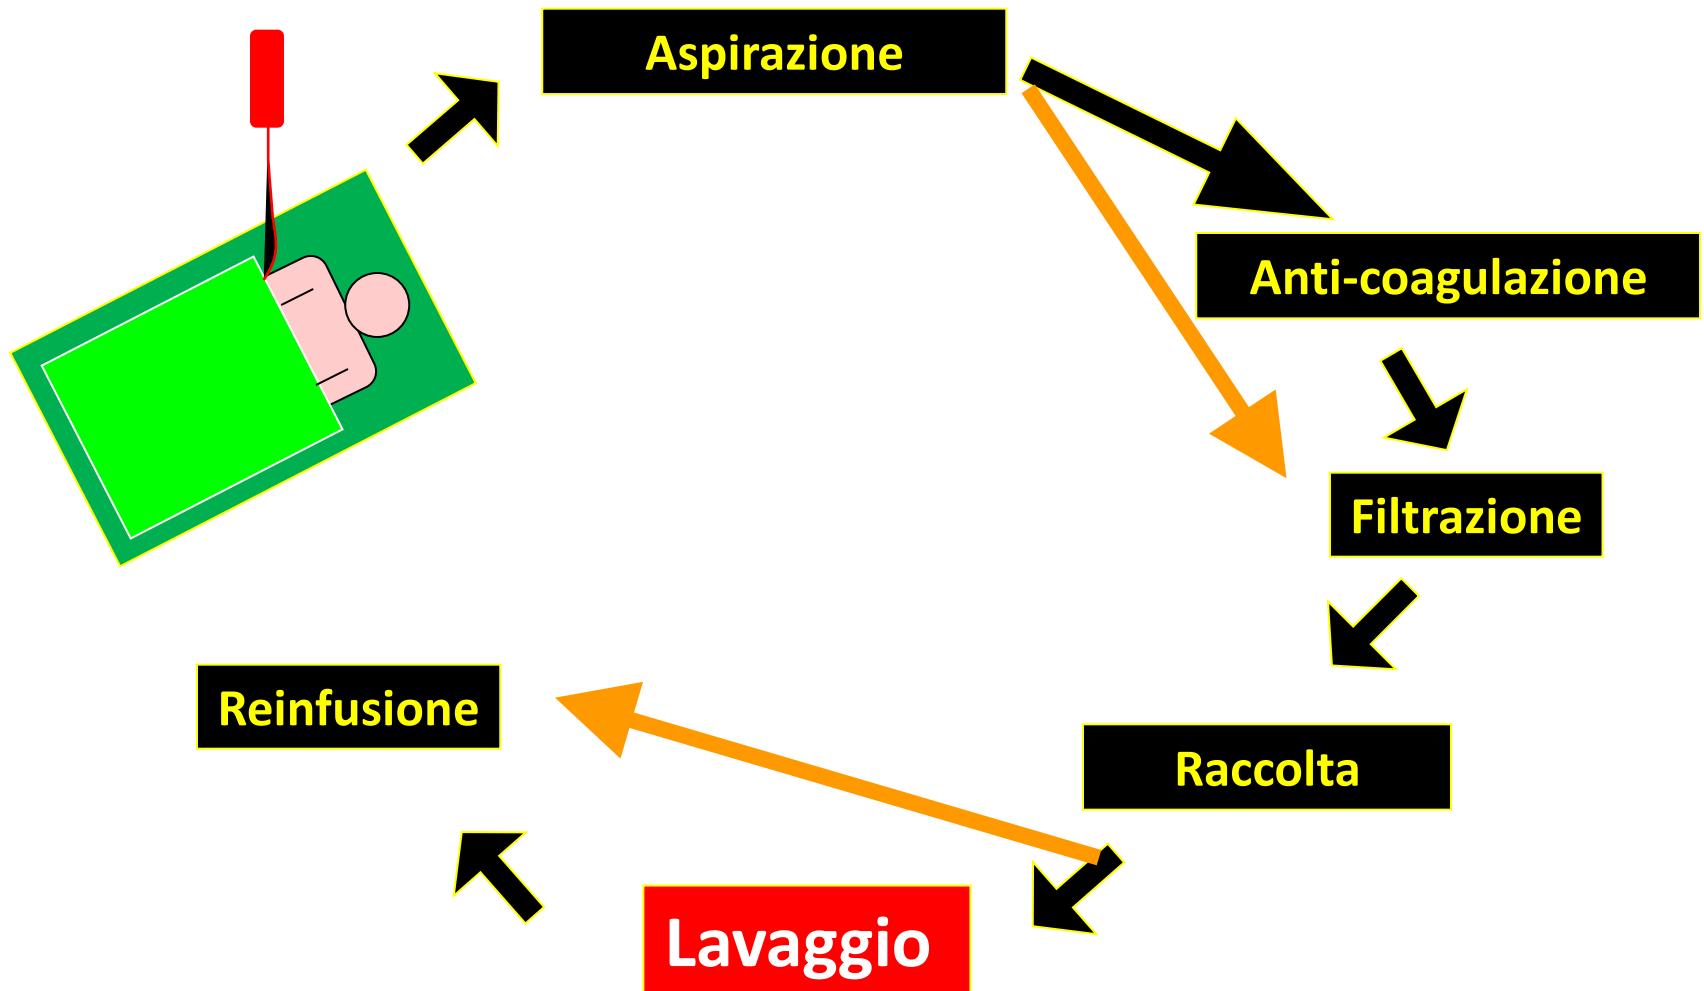 Aspirazione
Anti-coagulazione
Filtrazione
Raccolta
Lavaggio
Reinfusione